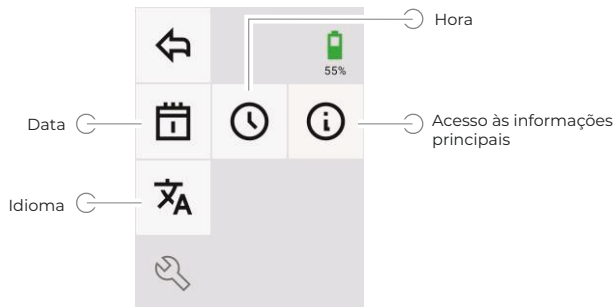 Hora
55%
Data
Acesso às informações
principais
Idioma